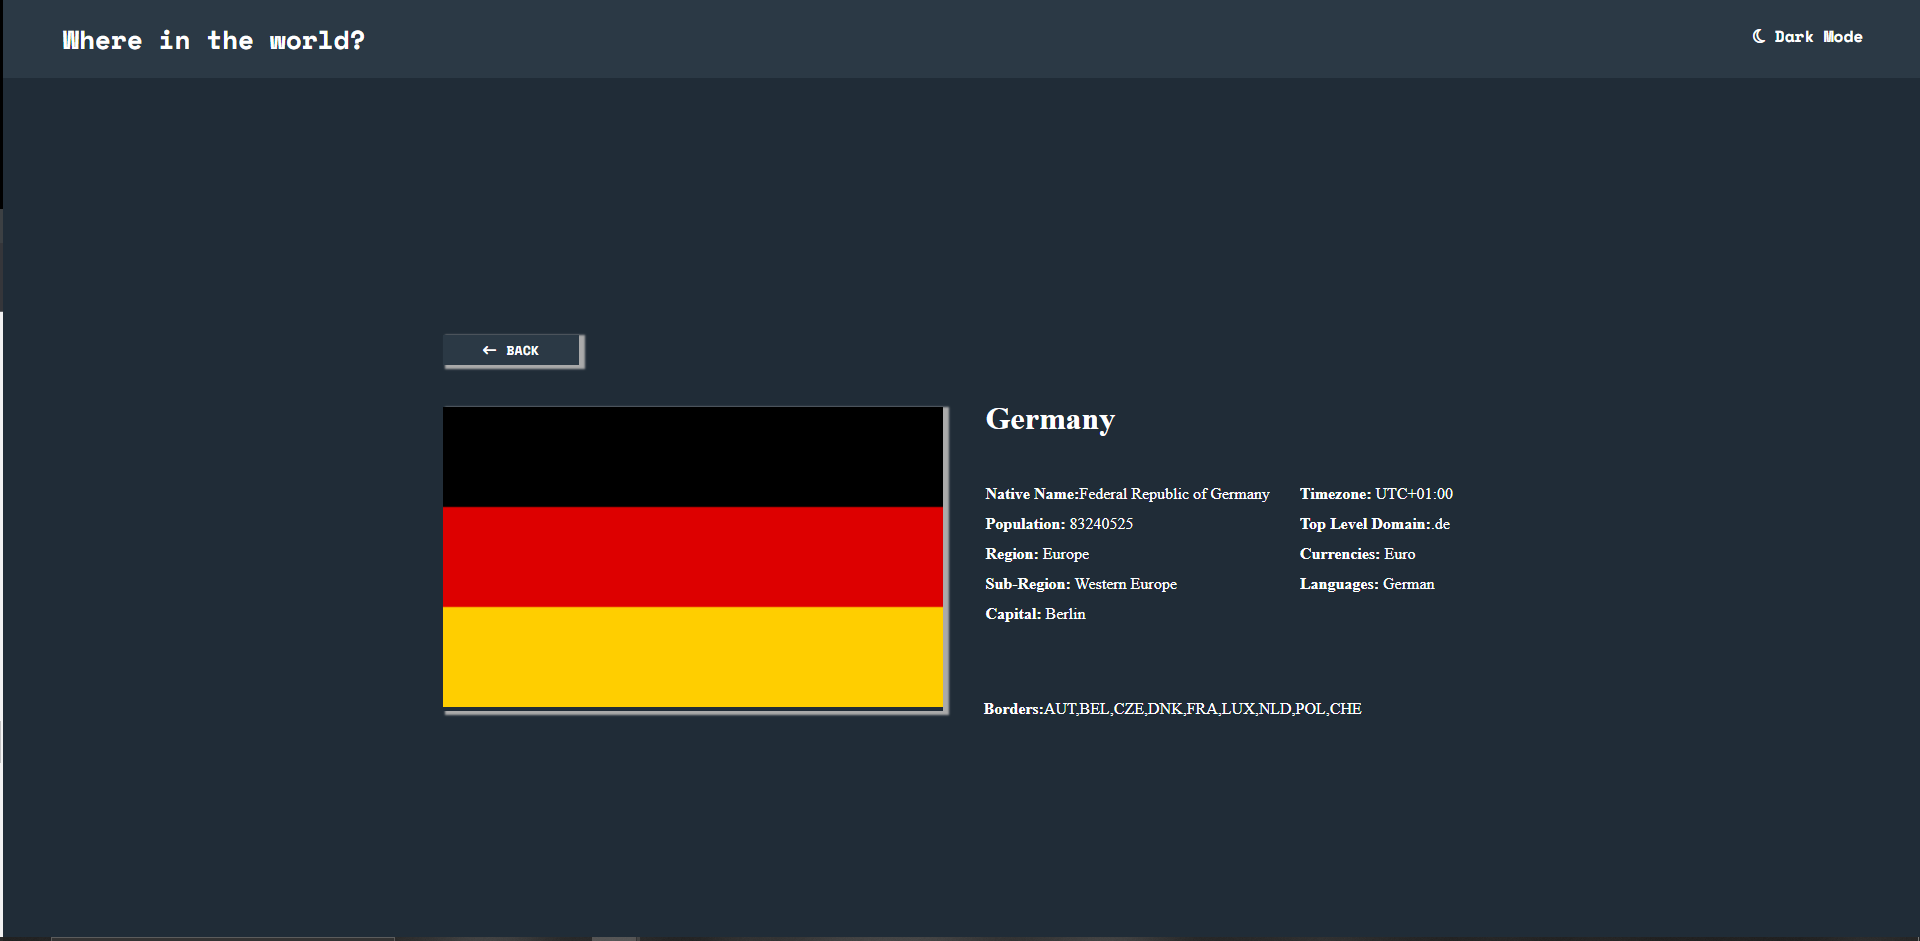 Where in the world?
Dark Mode
← BACK
Germany
Native Name:Federal Republic of Germany
Population: 83240525
Region: Europe
Sub-Region: Western Europe
Capital: Berlin
Timezone: UTC+01:00
Top Level Domain:.de
Currencies: Euro
Languages: German
Borders:AUT,BEL,CZE,DNK,FRA,LUX,NLD,POL,CHE